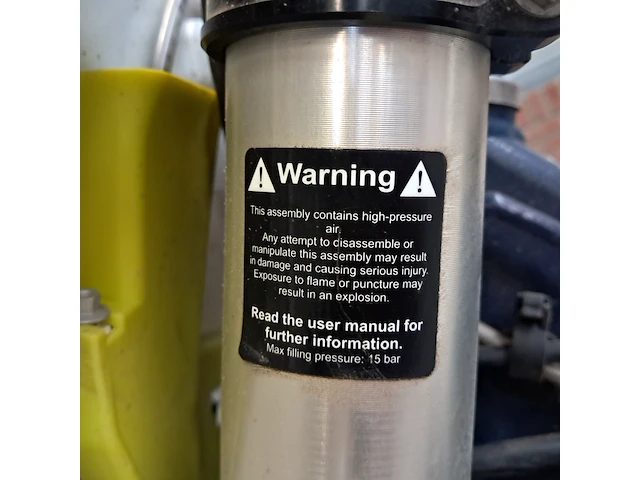 Warning
This assembly contains high-pressure
air.
Any attempt to disassemble or
manipulate this assembly may result
in damage and causing serious injury.
Exposure to flame or puncture may
result in an explosion.
Read the user manual for
further information.
Max filling pressure: 15 bar